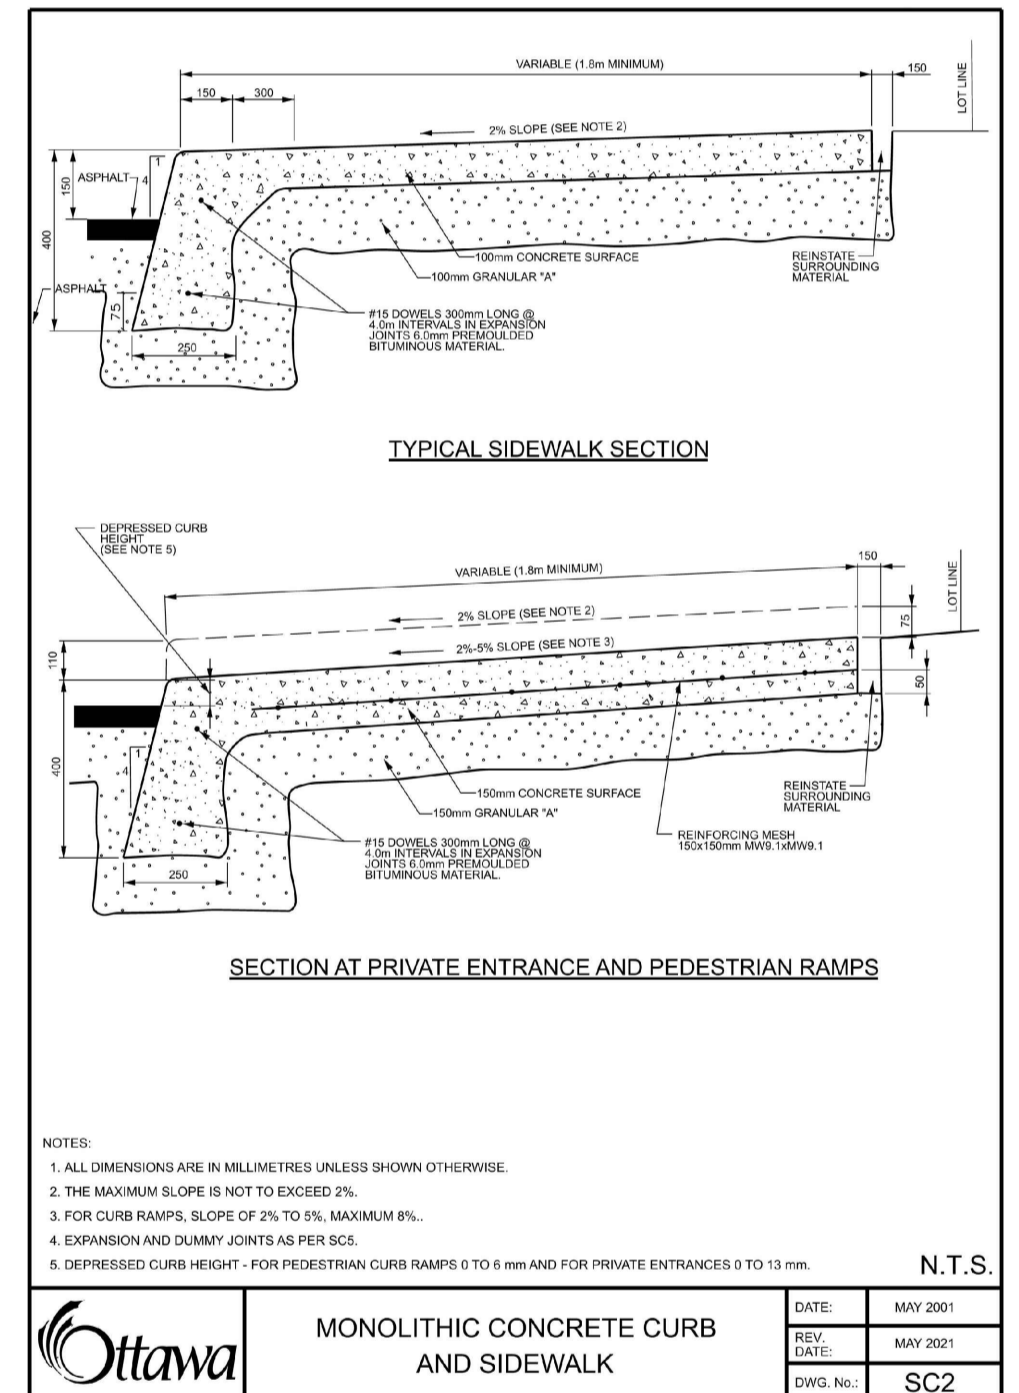 VARIABLE (1.8m MINIMUM)
150
LOT LINE
150
300
2% SLOPE (SEE NOTE 2)
1
ASPHALT
4
150
400
100mm CONCRETE SURFACE
REINSTATE
SURROUNDING
MATERIAL
100mm GRANULAR "A"
ASPHALT
75
#15 DOWELS 300mm LONG @
4.0m INTERVALS IN EXPANSION
JOINTS 6.0mm PREMOULDED
BITUMINOUS MATERIAL.
250
TYPICAL SIDEWALK SECTION
DEPRESSED CURB
HEIGHT
(SEE NOTE 5)
150
VARIABLE (1.8m MINIMUM)
LOT LINE
2% SLOPE (SEE NOTE 2)
75
2%-5% SLOPE (SEE NOTE 3)
110
50
1
4
400
150mm CONCRETE SURFACE
REINSTATE
SURROUNDING
MATERIAL
150mm GRANULAR "A"
REINFORCING MESH
150x150mm MW9.1xMW9.1
#15 DOWELS 300mm LONG @
4.0m INTERVALS IN EXPANSION
JOINTS 6.0mm PREMOULDED
BITUMINOUS MATERIAL.
250
SECTION AT PRIVATE ENTRANCE AND PEDESTRIAN RAMPS
NOTES:
1. ALL DIMENSIONS ARE IN MILLIMETRES UNLESS SHOWN OTHERWISE.
2. THE MAXIMUM SLOPE IS NOT TO EXCEED 2%.
3. FOR CURB RAMPS, SLOPE OF 2% TO 5%, MAXIMUM 8%..
4. EXPANSION AND DUMMY JOINTS AS PER SC5.
5. DEPRESSED CURB HEIGHT - FOR PEDESTRIAN CURB RAMPS 0 TO 6 mm AND FOR PRIVATE ENTRANCES 0 TO 13 mm.
N.T.S.
Ottawa
MONOLITHIC CONCRETE CURB
AND SIDEWALK
DATE: MAY 2001
REV.
DATE: MAY 2021
DWG. No.: SC2